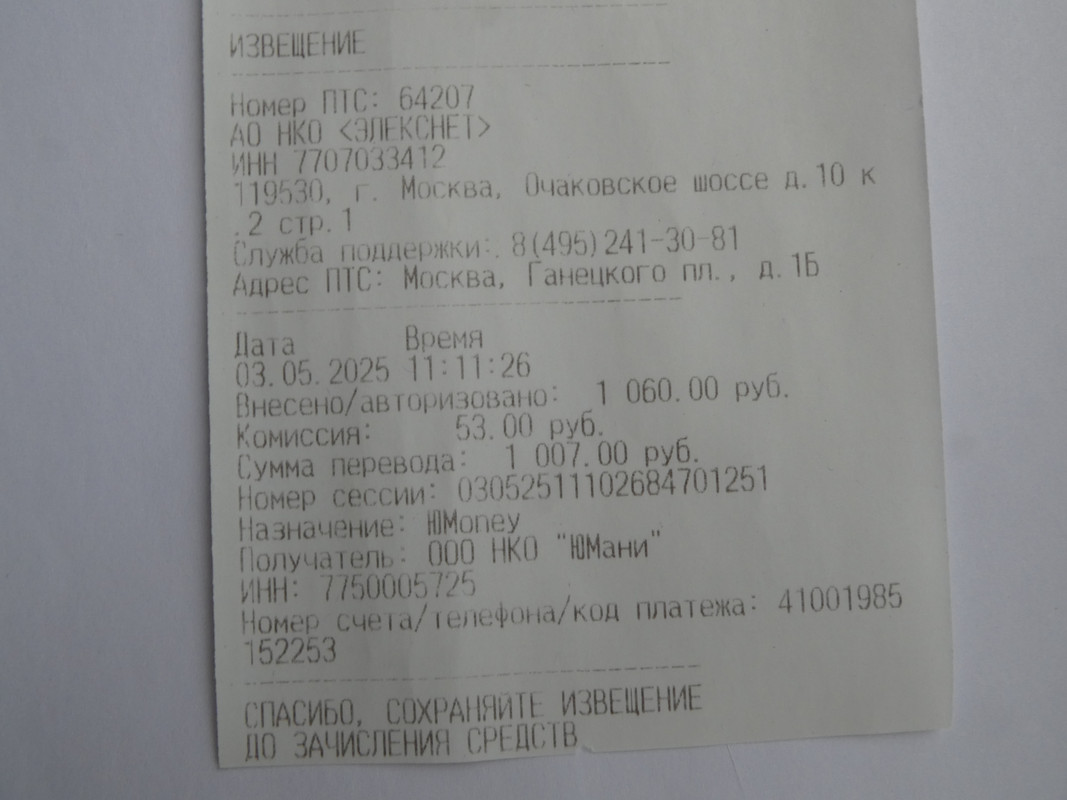 ИЗВЕЩЕНИЕ
Номер ПТС: 64207
АО НКО <ЭЛЕКСНЕТ>
ИНН 7707033412
119530, г. Москва, Очаковское шоссе д.10 к
.2 стр.1
Служба поддержки: 8(495)241-30-81
Адрес ПТС: Москва, Ганецкого пл., д.1Б
Дата Время
03.05.2025 11:11:26
Внесено/авторизовано: 1 060.00 руб.
Комиссия: 53.00 руб.
Сумма перевода: 1 007.00 руб.
Номер сессии: 03052511102684701251
Назначение: ЮMoney
Получатель: ООО НКО "ЮМани"
ИНН: 7750005725
Номер счета/телефона/код платежа: 41001985
152253
СПАСИБО, СОХРАНЯЙТЕ ИЗВЕЩЕНИЕ
ДО ЗАЧИСЛЕНИЯ СРЕДСТВ